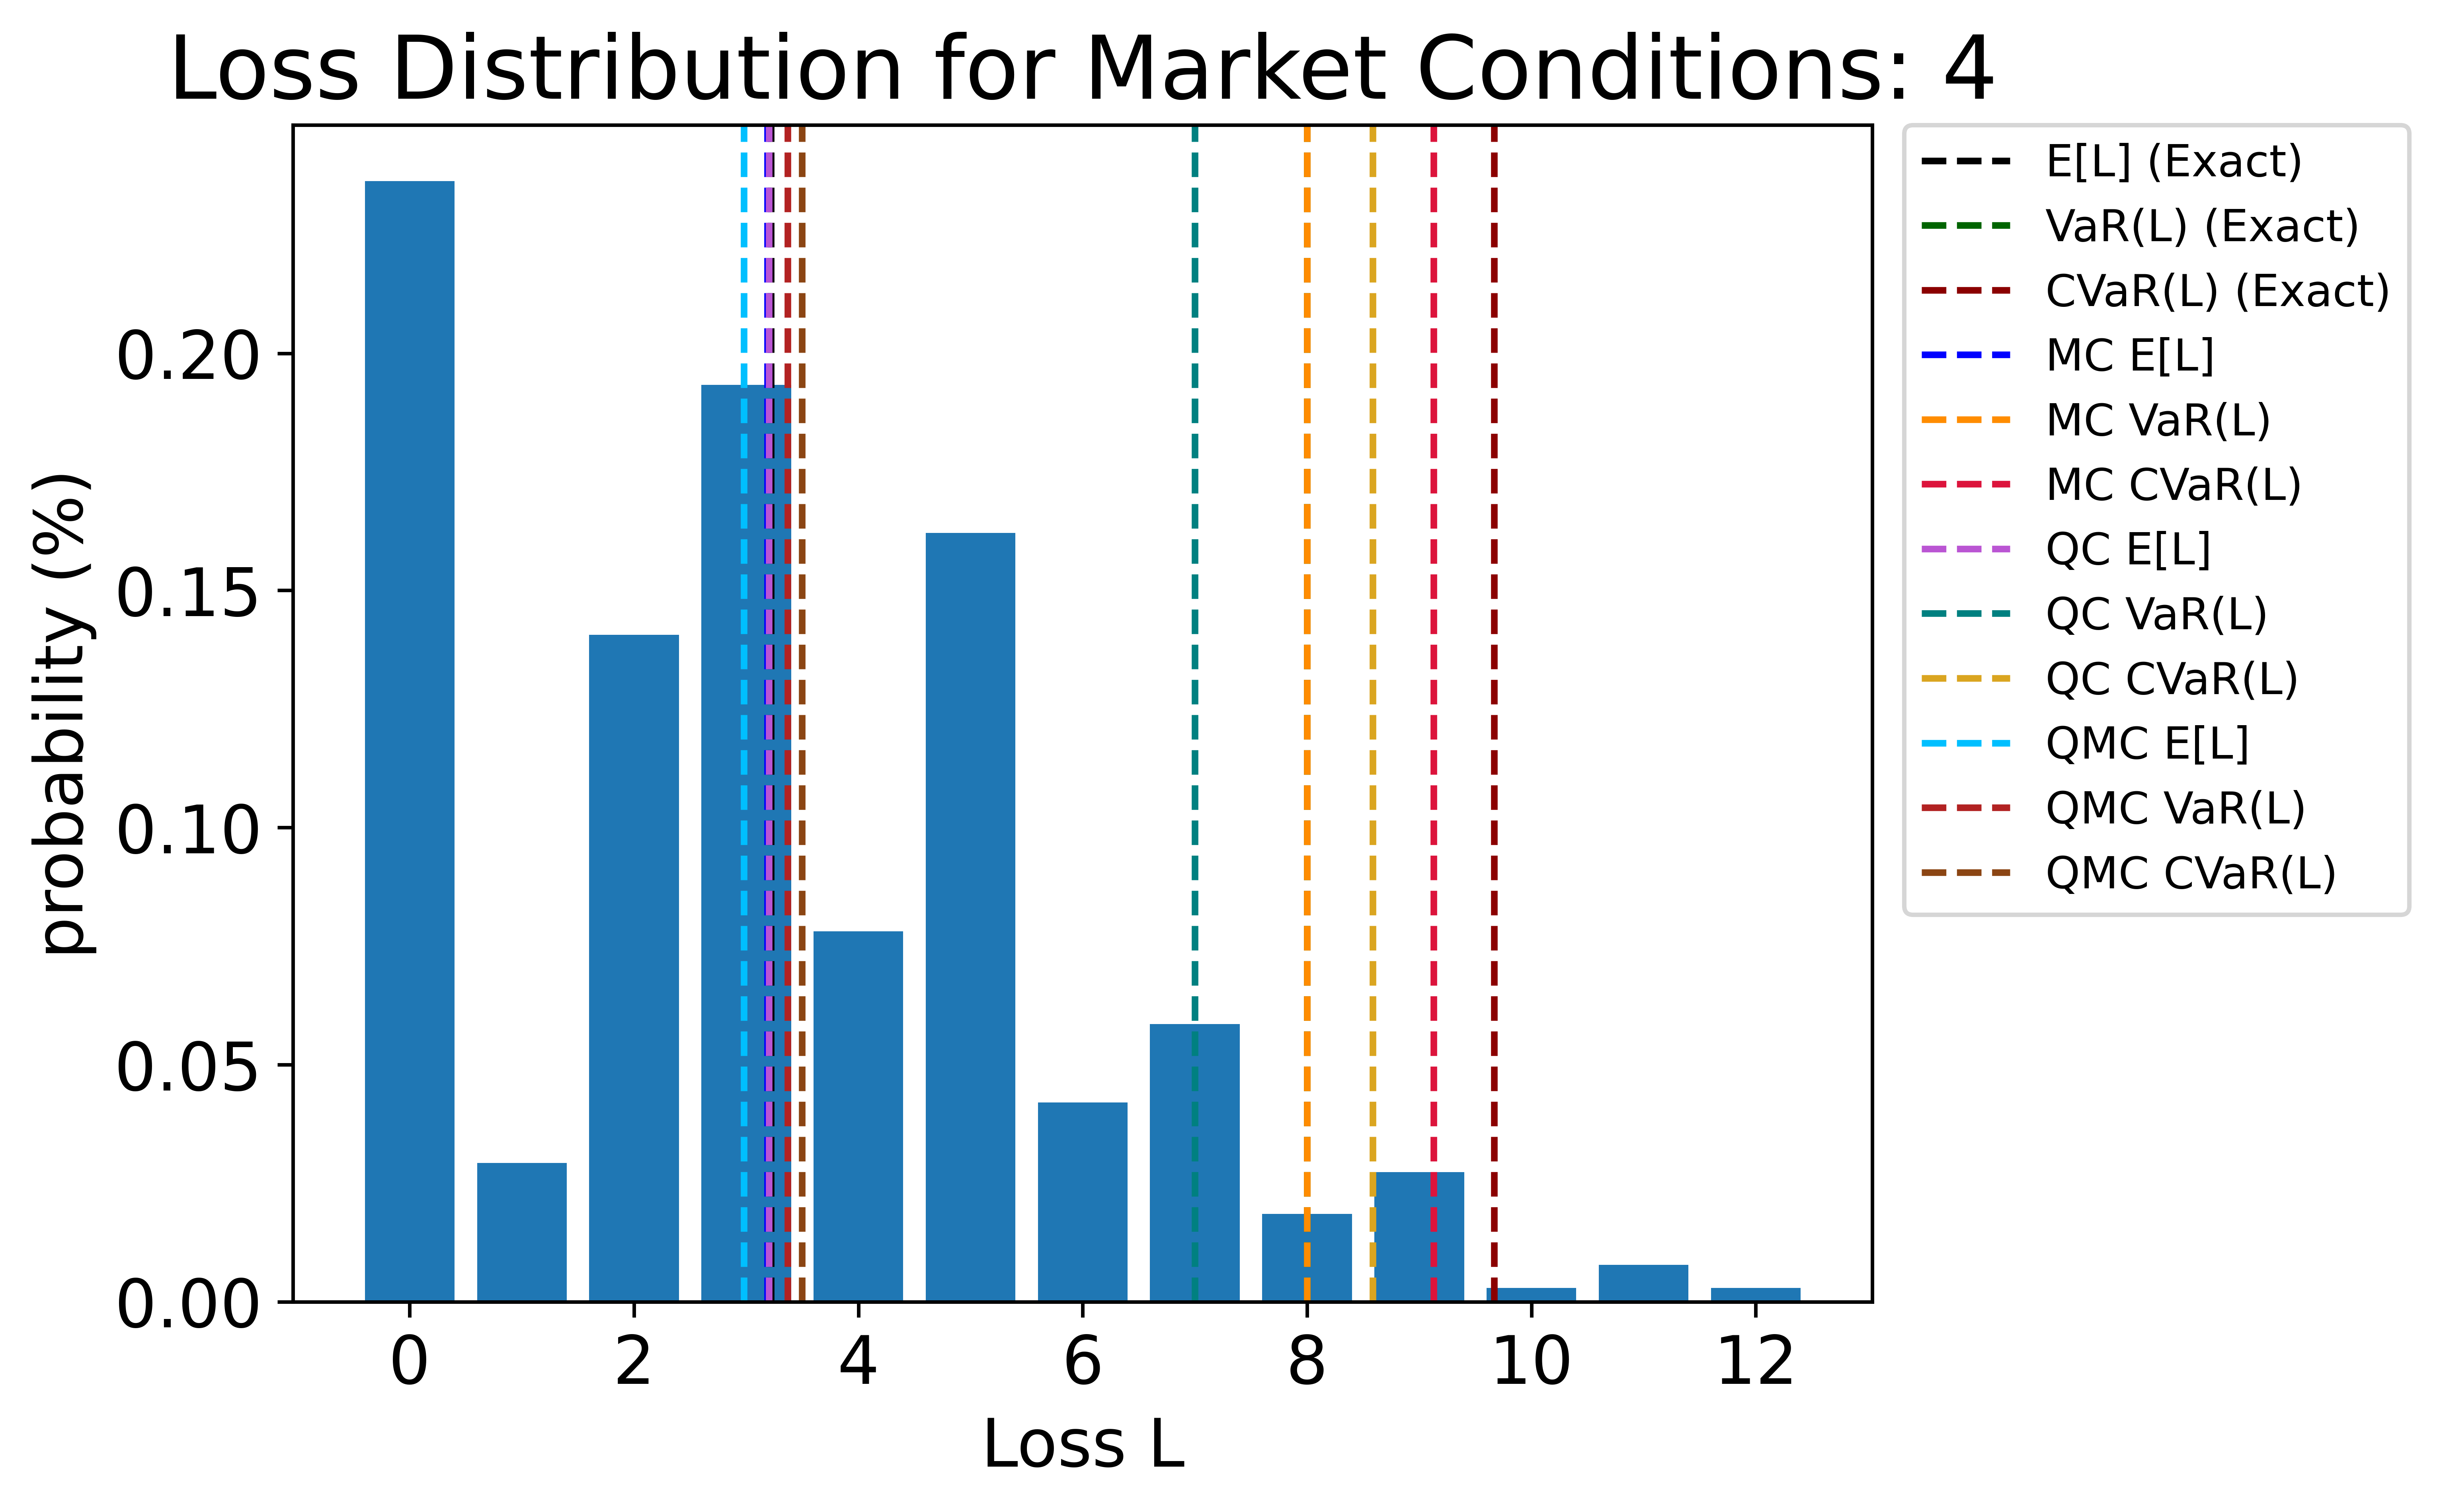 Loss Distribution for Market Conditions: 4
probability (%)
0.20
0.15
0.10
0.05
0.00
0 2 4 6 8 10 12
Loss L
E[L] (Exact)
VaR(L) (Exact)
CVaR(L) (Exact)
MC E[L]
MC VaR(L)
MC CVaR(L)
QC E[L]
QC VaR(L)
QC CVaR(L)
QMC E[L]
QMC VaR(L)
QMC CVaR(L)